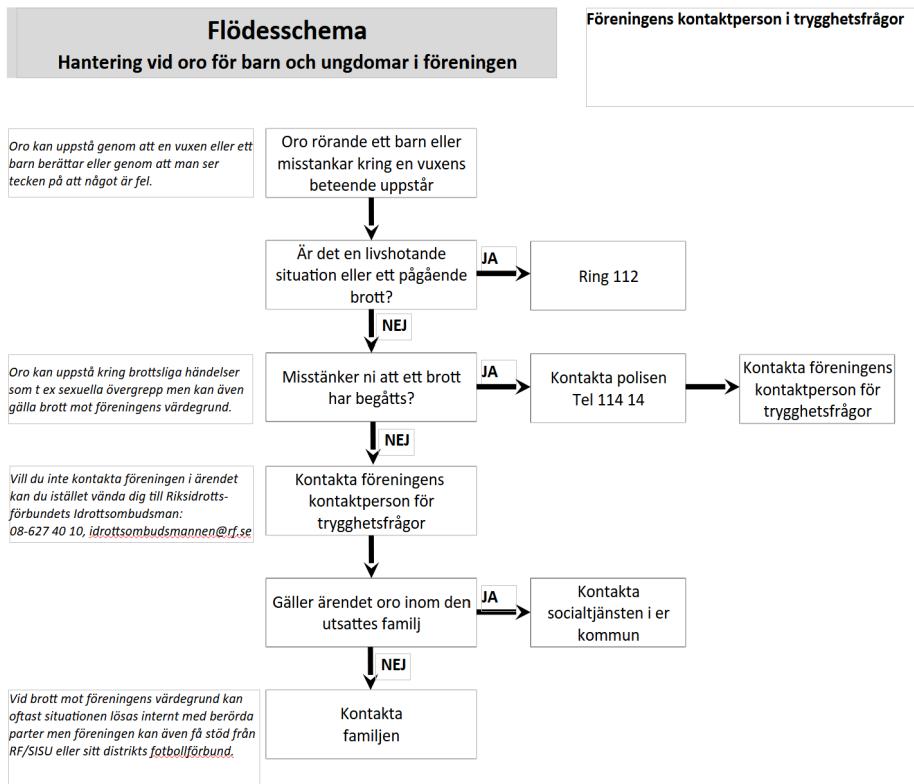 Flödesschema
Hantering vid oro för barn och ungdomar i föreningen
Föreningens kontaktperson i trygghetsfrågor
Oro kan uppstå genom att en vuxen eller ett
barn berättar eller genom att man ser
tecken på att något är fel.
Oro rörande ett barn eller
misstankar kring en vuxens
beteende uppstår
Är det en livshotande
situation eller ett pågående
brott?
JA
Ring 112
NEJ
Oro kan uppstå kring brottsliga händelser
som t ex sexuella övergrepp men kan även
gälla brott mot föreningens värdegrund.
Misstänker ni att ett brott
har begåtts?
JA
Kontakta polisen
Tel 114 14
Kontakta föreningens
kontaktperson för
trygghetsfrågor
NEJ
Vill du inte kontakta föreningen i ärendet
kan du istället vända dig till Riksidrotts-
förbundets Idrottsombudsman:
08-627 40 10, idrottsombudsmannen@rf.se
Kontakta föreningens
kontaktperson för
trygghetsfrågor
Gäller ärendet oro inom den
utsattes familj
JA
Kontakta
socialtjänsten i er
kommun
NEJ
Vid brott mot föreningens värdegrund kan
oftast situationen lösas internt med berörda
parter men föreningen kan även få stöd från
RF/SISU eller sitt distrikts fotbollförbund.
Kontakta
familjen